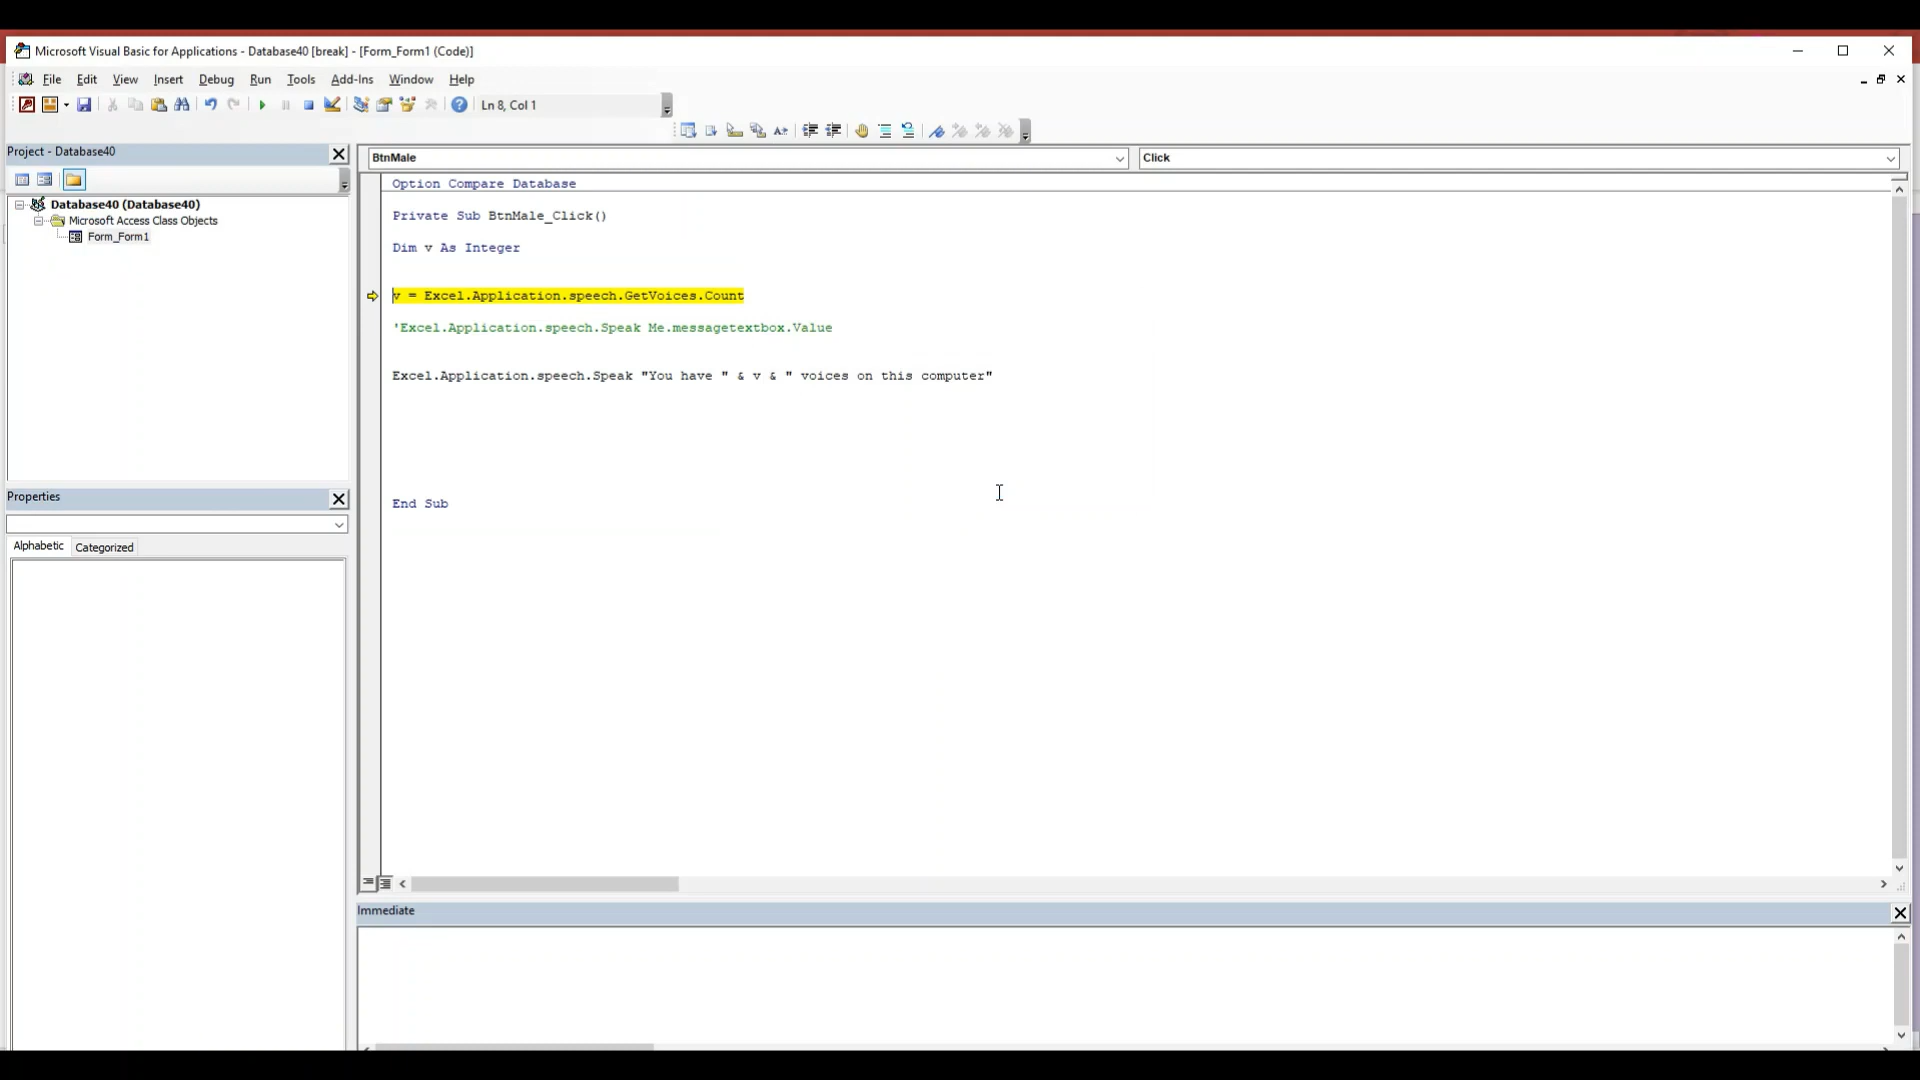 Microsoft Visual Basic for Applications - Database40 [break] - [Form_Form1 (Code)]
File Edit View Insert Debug Run Tools Add-Ins Window Help
Ln 8, Col 1
Project - Database40
Database40 (Database40)
Microsoft Access Class Objects
Form_Form1
Properties
Alphabetic Categorized
BtnMale Click
Option Compare Database
Private Sub BtnMale_Click()
Dim v As Integer
v = Excel.Application.speech.GetVoices.Count
'Excel.Application.speech.Speak Me.messagetextbox.Value
Excel.Application.speech.Speak "You have " & v & " voices on this computer"
End Sub
Immediate